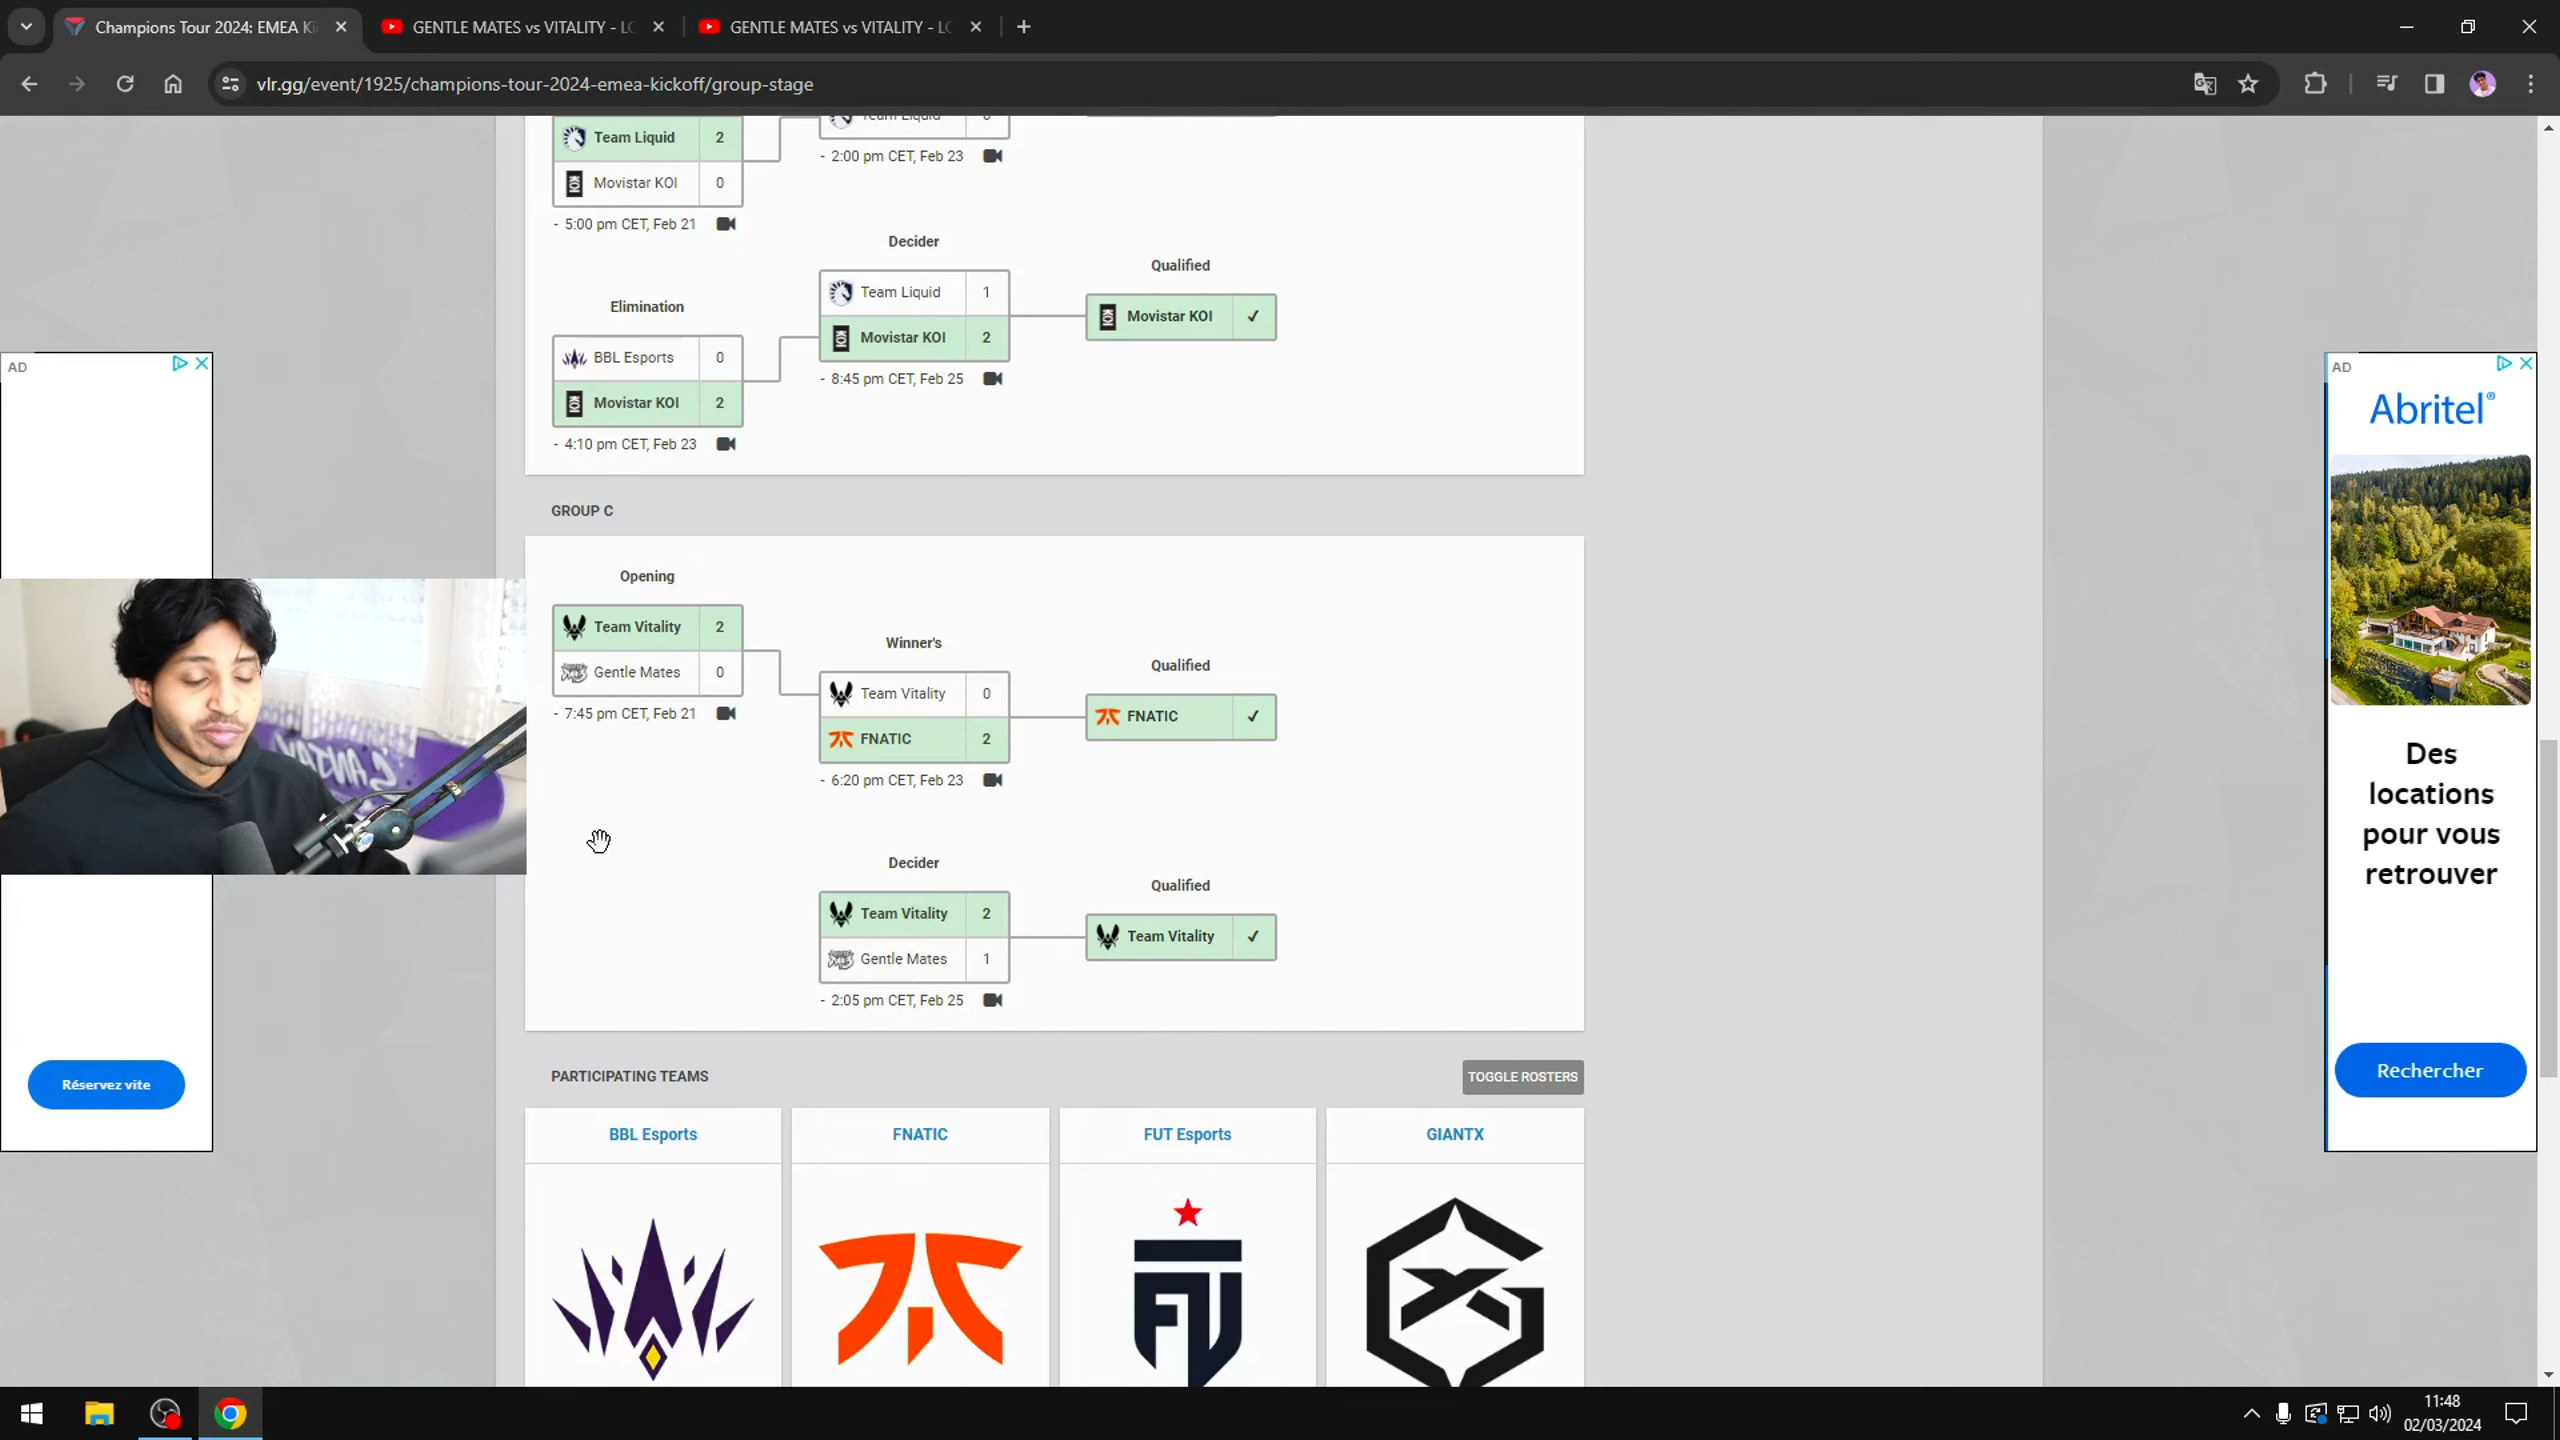 Champions Tour 2024: EMEA Ki
GENTLE MATES vs VITALITY - LO
GENTLE MATES vs VITALITY - LO
vlr.gg/event/1925/champions-tour-2024-emea-kickoff/group-stage
Team Liquid 2
Movistar KOI 0
- 5:00 pm CET, Feb 21
Team Liquid
- 2:00 pm CET, Feb 23
Elimination
BBL Esports 0
Movistar KOI 2
- 4:10 pm CET, Feb 23
Decider
Team Liquid 1
Movistar KOI 2
- 8:45 pm CET, Feb 25
Qualified
Movistar KOI ✓
GROUP C
Opening
Team Vitality 2
Gentle Mates 0
- 7:45 pm CET, Feb 21
Winner's
Team Vitality 0
FNATIC 2
- 6:20 pm CET, Feb 23
Qualified
FNATIC ✓
Decider
Team Vitality 2
Gentle Mates 1
- 2:05 pm CET, Feb 25
Qualified
Team Vitality ✓
PARTICIPATING TEAMS
TOGGLE ROSTERS
BBL Esports
FNATIC
FUT Esports
GIANTX
AD
Réservez vite
AD
Abritel®
Des
locations
pour vous
retrouver
Rechercher
11:48
02/03/2024